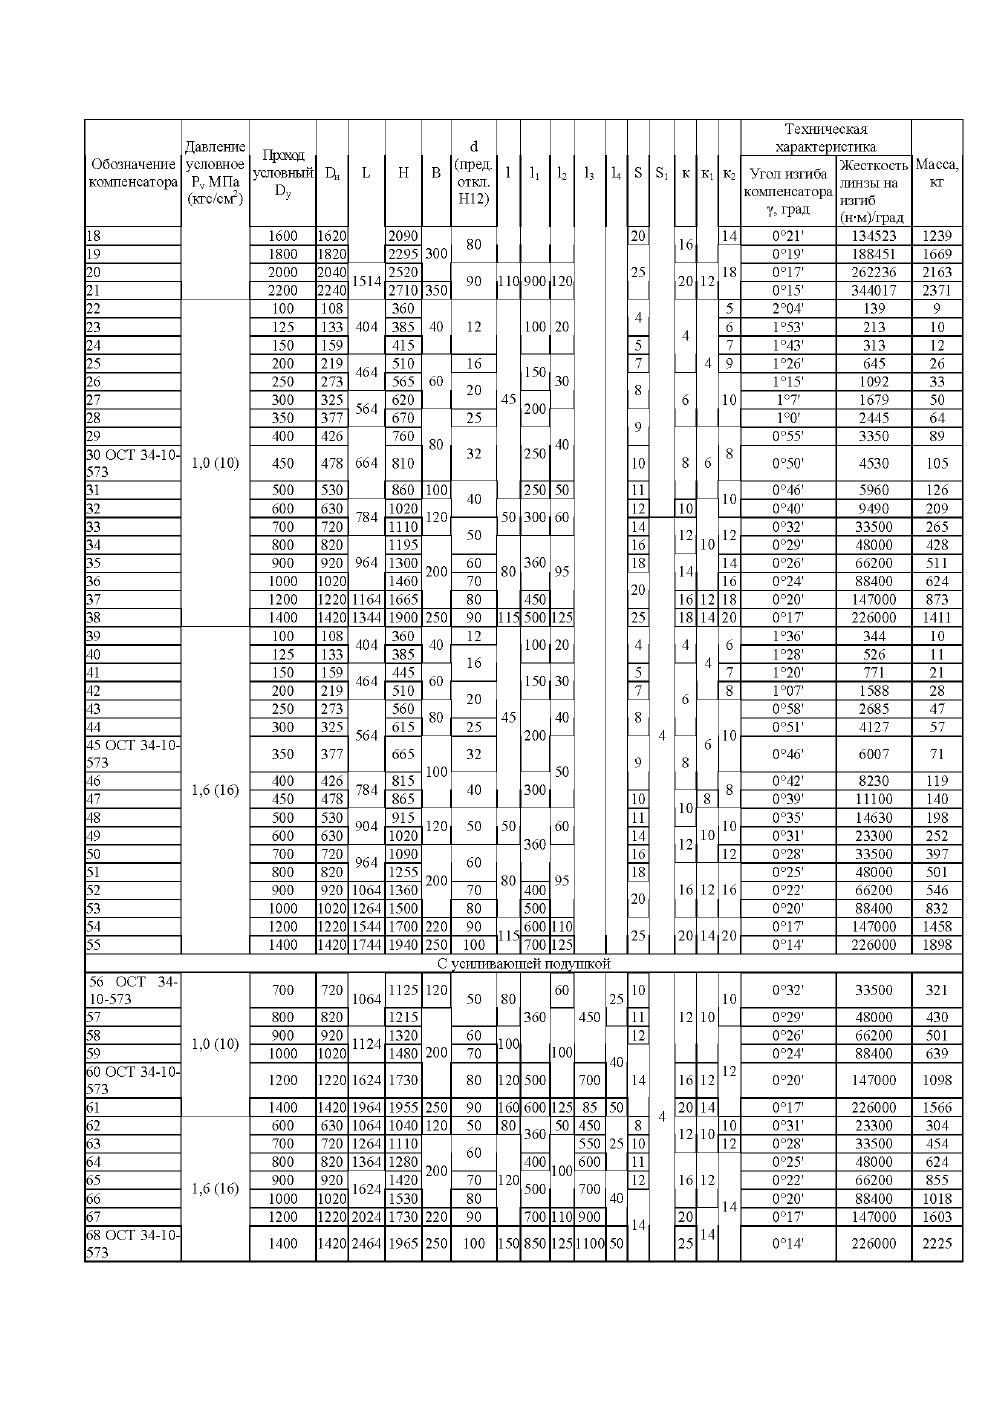 Обозначение компенсатора | Давление условное Pу МПа (кгс/см²) | Проход условный Dу | Dн | L | H | B | d (пред. откл. H12) | l | l1 | l2 | l3 | l4 | S | S1 | к | к1 | к2 | Техническая характеристика | Масса, кг
Угол изгиба компенсатора γ, град | Жесткость линзы на изгиб (н·м)/град
18 1600 1620 2090 80 20 16 14 0°21' 134523 1239
19 1800 1820 2295 300 0°19' 188451 1669
20 2000 2040 1514 2520 90 110 900 120 25 20 12 18 0°17' 262236 2163
21 2200 2240 2710 350 0°15' 344017 2371
22 1,0 (10) 100 108 404 360 40 12 45 100 20 4 4 4 5 2°04' 139 9
23 125 133 385 6 1°53' 213 10
24 150 159 415 5 7 1°43' 313 12
25 200 219 464 510 60 16 150 30 7 9 1°26' 645 26
26 250 273 565 20 8 6 10 1°15' 1092 33
27 300 325 564 620 200 1°7' 1679 50
28 350 377 670 80 25 40 9 1°0' 2445 64
29 400 426 664 760 32 250 8 6 8 0°55' 3350 89
30 ОСТ 34-10-573 450 478 810 10 0°50' 4530 105
31 500 530 860 100 40 250 50 11 10 0°46' 5960 126
32 600 630 784 1020 120 50 300 60 12 10 0°40' 9490 209
33 700 720 1110 50 80 360 95 14 12 10 12 0°32' 33500 265
34 800 820 964 1195 200 16 0°29' 48000 428
35 900 920 1300 60 18 14 14 0°26' 66200 511
36 1000 1020 1460 70 20 16 0°24' 88400 624
37 1200 1220 1164 1665 80 450 16 12 18 0°20' 147000 873
38 1400 1420 1344 1900 250 90 115 500 125 25 18 14 20 0°17' 226000 1411
39 1,6 (16) 100 108 404 360 40 12 45 100 20 4 4 4 4 6 1°36' 344 10
40 125 133 385 16 1°28' 526 11
41 150 159 464 445 60 150 30 5 6 7 1°20' 771 21
42 200 219 510 20 7 8 1°07' 1588 28
43 250 273 564 560 80 200 40 8 6 10 0°58' 2685 47
44 300 325 615 25 0°51' 4127 57
45 ОСТ 34-10-573 350 377 665 100 32 50 9 8 0°46' 6007 71
46 400 426 784 815 40 300 8 0°42' 8230 119
47 450 478 865 10 10 8 0°39' 11100 140
48 500 530 904 915 120 50 50 360 60 11 10 10 0°35' 14630 198
49 600 630 1020 14 12 0°31' 23300 252
50 700 720 964 1090 200 60 80 95 16 12 0°28' 33500 397
51 800 820 1255 18 16 12 16 0°25' 48000 501
52 900 920 1064 1360 70 400 20 0°22' 66200 546
53 1000 1020 1264 1500 80 500 0°20' 88400 832
54 1200 1220 1544 1700 220 90 115 600 110 25 20 14 20 0°17' 147000 1458
55 1400 1420 1744 1940 250 100 700 125 0°14' 226000 1898
С усиливающей подушкой
56 ОСТ 34-10-573 1,0 (10) 700 720 1064 1125 120 50 80 360 60 450 25 10 4 12 10 10 0°32' 33500 321
57 800 820 1215 200 100 11 0°29' 48000 430
58 900 920 1124 1320 60 100 40 12 12 0°26' 66200 501
59 1000 1020 1480 70 14 0°24' 88400 639
60 ОСТ 34-10-573 1200 1220 1624 1730 80 120 500 700 16 12 0°20' 147000 1098
61 1400 1420 1964 1955 250 90 160 600 125 85 50 20 14 0°17' 226000 1566
62 1,6 (16) 600 630 1064 1040 120 50 80 360 50 450 25 8 12 10 10 0°31' 23300 304
63 700 720 1264 1110 200 60 120 100 550 10 12 0°28' 33500 454
64 800 820 1364 1280 400 600 11 16 12 14 0°25' 48000 624
65 900 920 1624 1420 70 500 700 40 12 0°22' 66200 855
66 1000 1020 1530 80 14 0°20' 88400 1018
67 1200 1220 2024 1730 220 90 700 110 900 20 14 0°17' 147000 1603
68 ОСТ 34-10-573 1400 1420 2464 1965 250 100 150 850 125 1100 50 25 0°14' 226000 2225